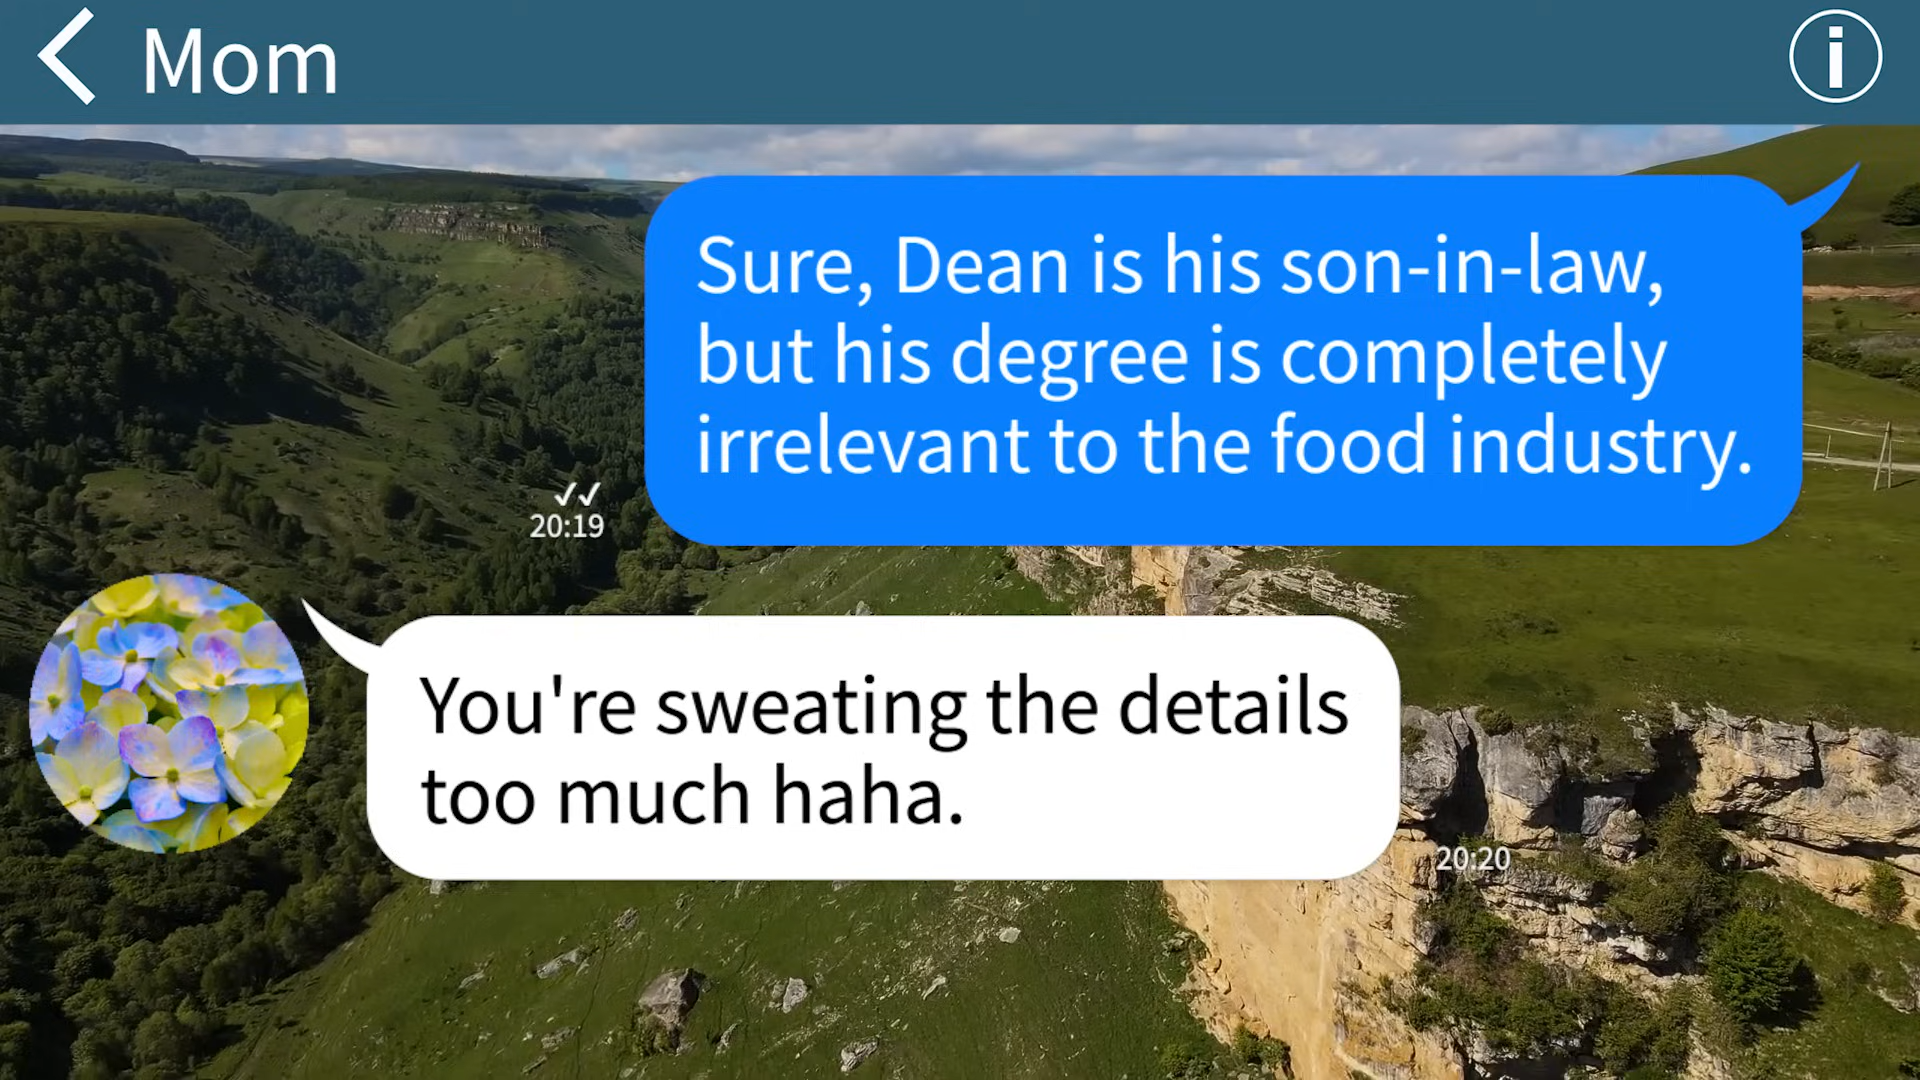 Mom
Sure, Dean is his son-in-law,
but his degree is completely
irrelevant to the food industry.
20:19
You're sweating the details
too much haha.
20:20